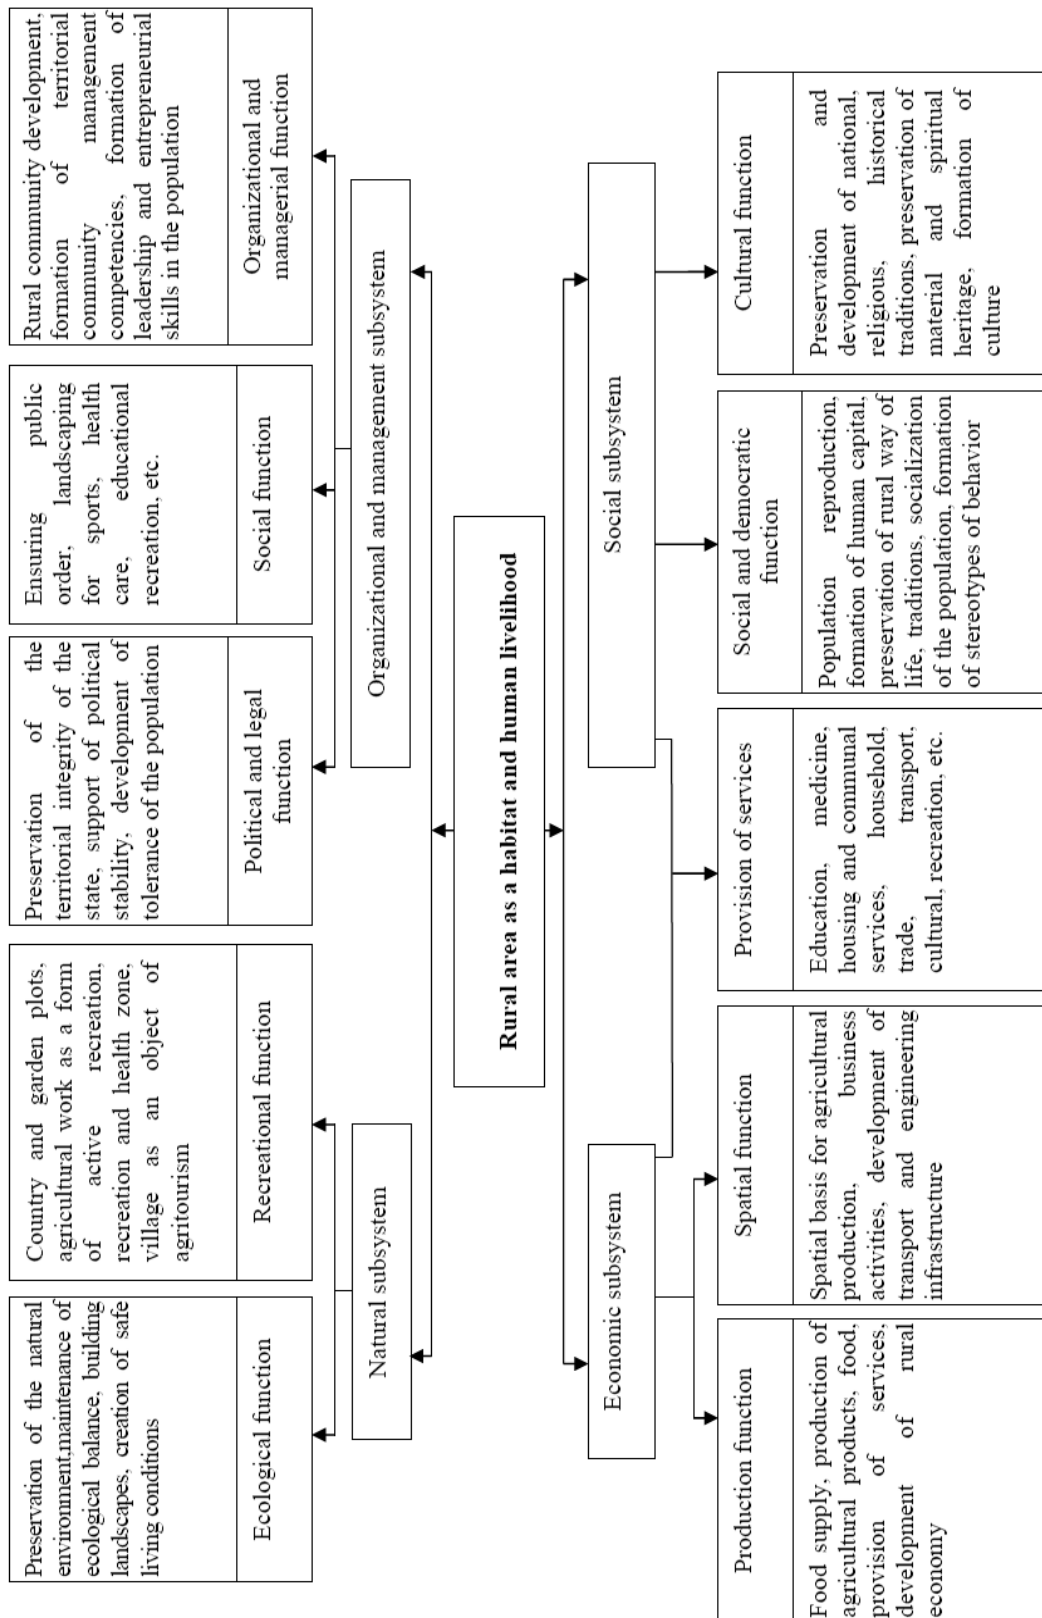 Preservation of the natural
environment,maintenance of
ecological balance, building
landscapes, creation of safe
living conditions
Ecological function
Country and garden plots,
agricultural work as a form
of active recreation,
recreation and health zone,
village as an object of
agritourism
Recreational function
Preservation of the
territorial integrity of the
state, support of political
stability, development of
tolerance of the population
Political and legal
function
Ensuring public
order, landscaping
for sports, health
care, educational
recreation, etc.
Social function
Rural community development,
formation of territorial
community management
competencies, formation of
leadership and entrepreneurial
skills in the population
Organizational and
managerial function
Natural subsystem
Organizational and management subsystem
Rural area as a habitat and human livelihood
Economic subsystem
Social subsystem
Production function
Food supply, production of
agricultural products, food,
provision of services,
development of rural
economy
Spatial function
Spatial basis for agricultural
production, business
activities, development of
transport and engineering
infrastructure
Provision of services
Education, medicine,
housing and communal
services, household,
trade, transport,
cultural, recreation, etc.
Social and democratic
function
Population reproduction,
formation of human capital,
preservation of rural way of
life, traditions, socialization
of the population, formation
of stereotypes of behavior
Cultural function
Preservation and
development of national,
religious, historical
traditions, preservation of
material and spiritual
heritage, formation of
culture